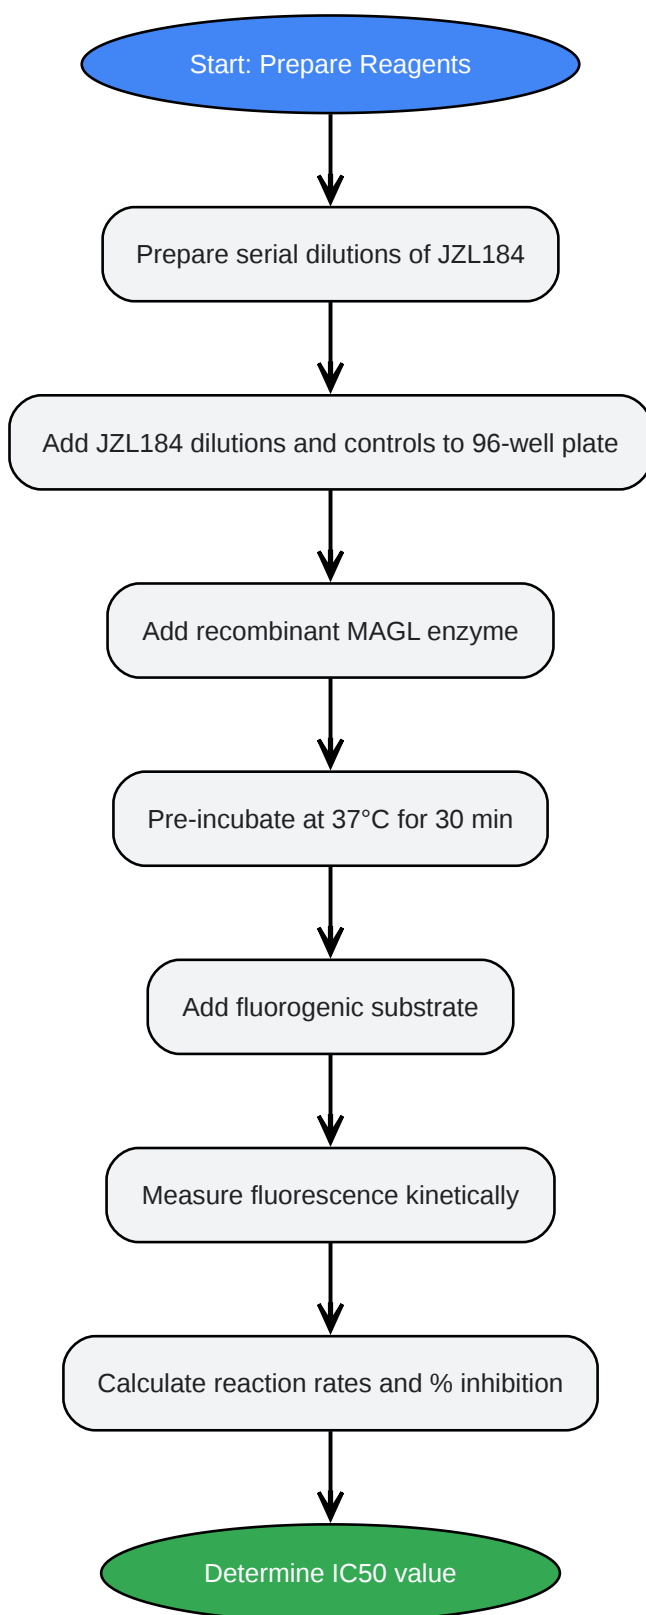 Start: Prepare Reagents
Prepare serial dilutions of JZL184
Add JZL184 dilutions and controls to 96-well plate
Add recombinant MAGL enzyme
Pre-incubate at 37°C for 30 min
Add fluorogenic substrate
Measure fluorescence kinetically
Calculate reaction rates and % inhibition
Determine IC50 value